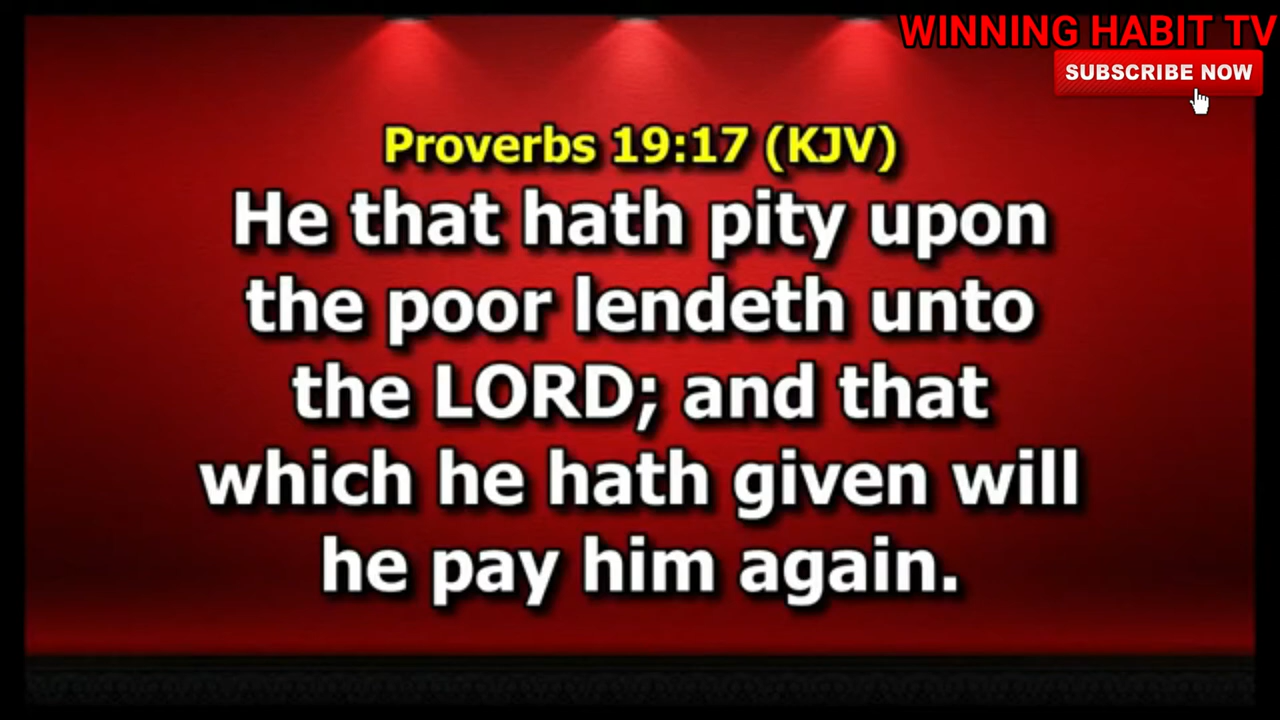 WINNING HABIT TV
SUBSCRIBE NOW
Proverbs 19:17 (KJV)
He that hath pity upon
the poor lendeth unto
the LORD; and that
which he hath given will
he pay him again.